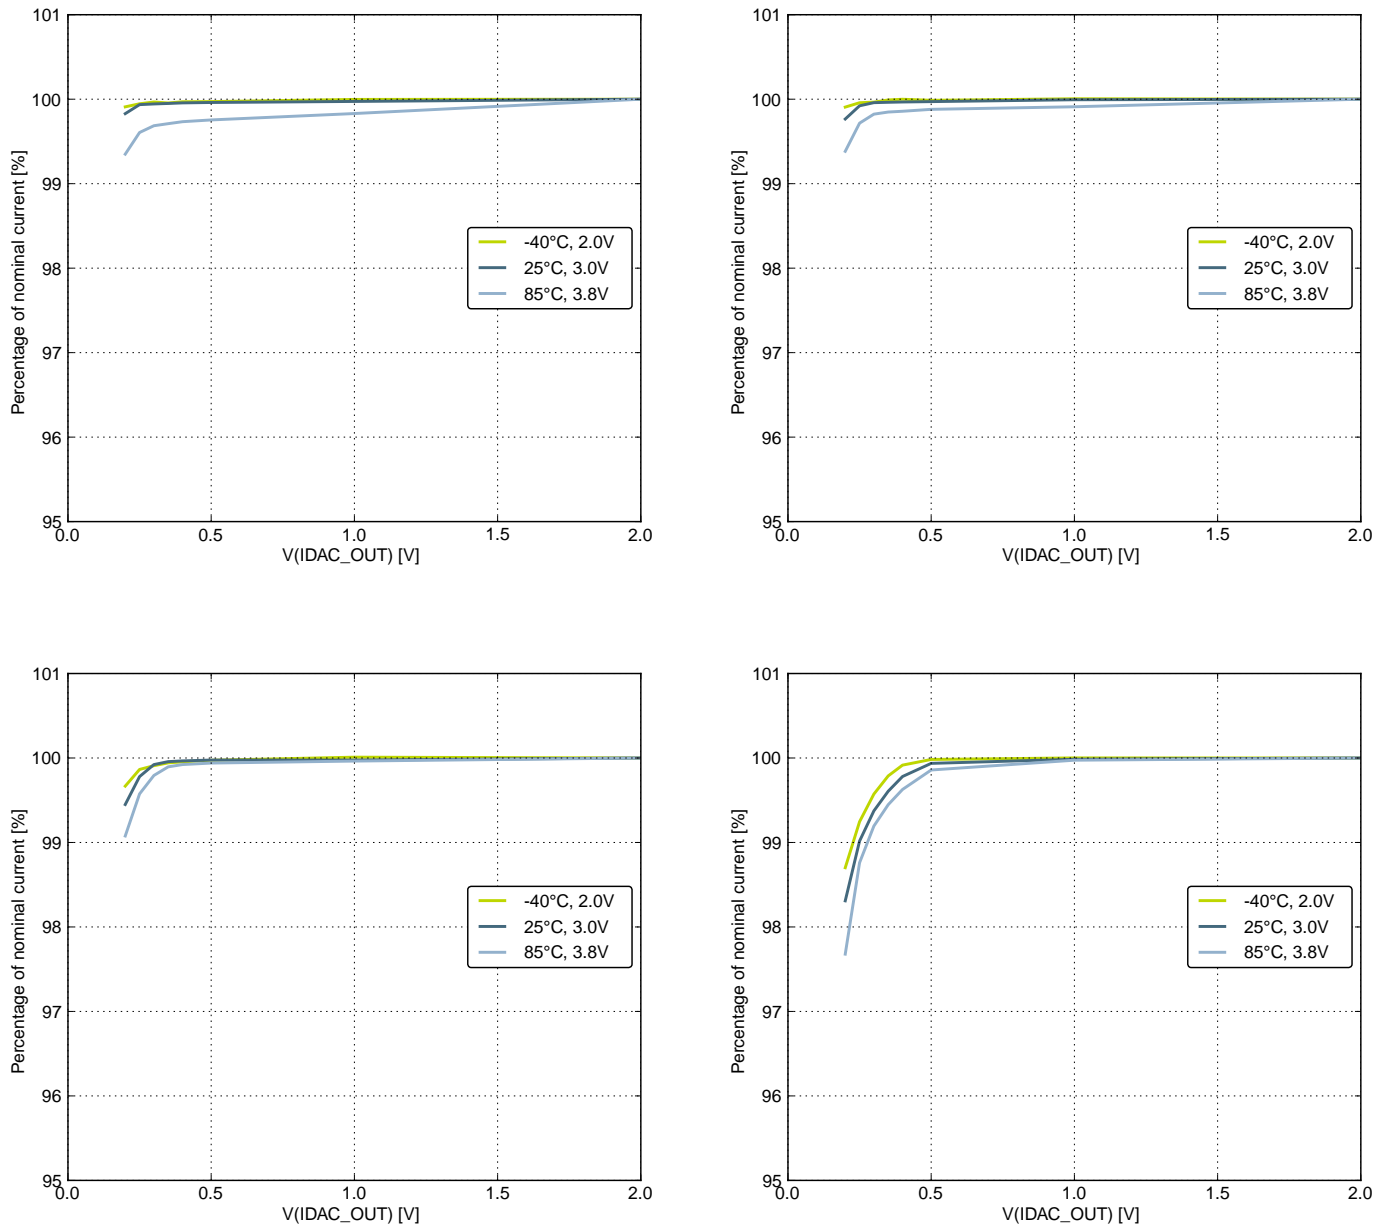 101
100
99
98
97
96
95
0.0
0.5
1.0
1.5
2.0
V(IDAC_OUT) [V]
Percentage of nominal current [%]
-40°C, 2.0V
25°C, 3.0V
85°C, 3.8V
101
100
99
98
97
96
95
0.0
0.5
1.0
1.5
2.0
V(IDAC_OUT) [V]
Percentage of nominal current [%]
-40°C, 2.0V
25°C, 3.0V
85°C, 3.8V
101
100
99
98
97
96
95
0.0
0.5
1.0
1.5
2.0
V(IDAC_OUT) [V]
Percentage of nominal current [%]
-40°C, 2.0V
25°C, 3.0V
85°C, 3.8V
101
100
99
98
97
96
95
0.0
0.5
1.0
1.5
2.0
V(IDAC_OUT) [V]
Percentage of nominal current [%]
-40°C, 2.0V
25°C, 3.0V
85°C, 3.8V